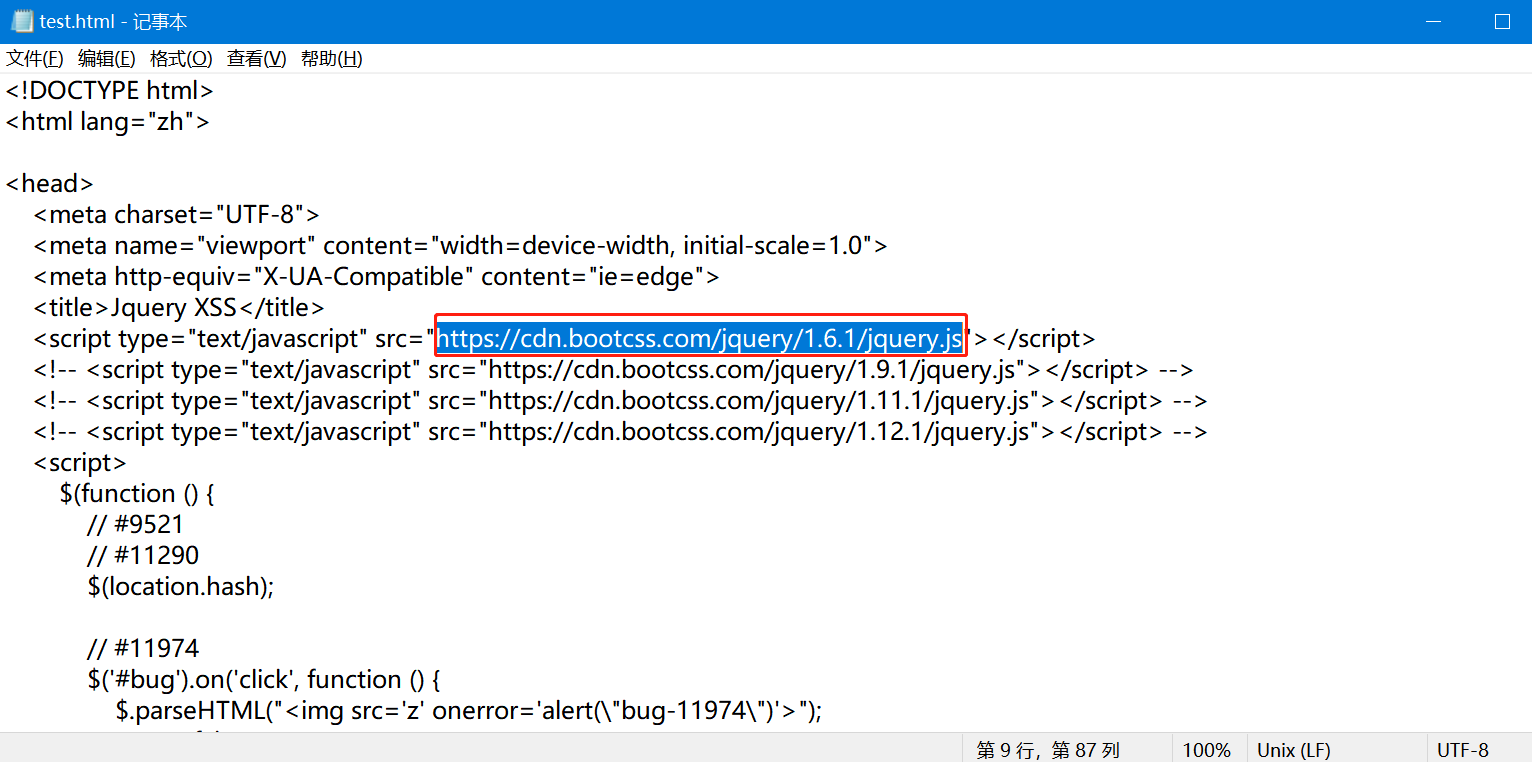 test.html - 记事本
文件(F) 编辑(E) 格式(O) 查看(V) 帮助(H)
<!DOCTYPE html>
<html lang="zh">
<head>
<meta charset="UTF-8">
<meta name="viewport" content="width=device-width, initial-scale=1.0">
<meta http-equiv="X-UA-Compatible" content="ie=edge">
<title>Jquery XSS</title>
<script type="text/javascript" src="https://cdn.bootcss.com/jquery/1.6.1/jquery.js"></script>
<!-- <script type="text/javascript" src="https://cdn.bootcss.com/jquery/1.9.1/jquery.js"></script> -->
<!-- <script type="text/javascript" src="https://cdn.bootcss.com/jquery/1.11.1/jquery.js"></script> -->
<!-- <script type="text/javascript" src="https://cdn.bootcss.com/jquery/1.12.1/jquery.js"></script> -->
<script>
$(function () {
// #9521
// #11290
$(location.hash);
// #11974
$('#bug').on('click', function () {
$.parseHTML("<img src='z' onerror='alert(\"bug-11974\")'>");
第 9 行，第 87 列 100% Unix (LF) UTF-8